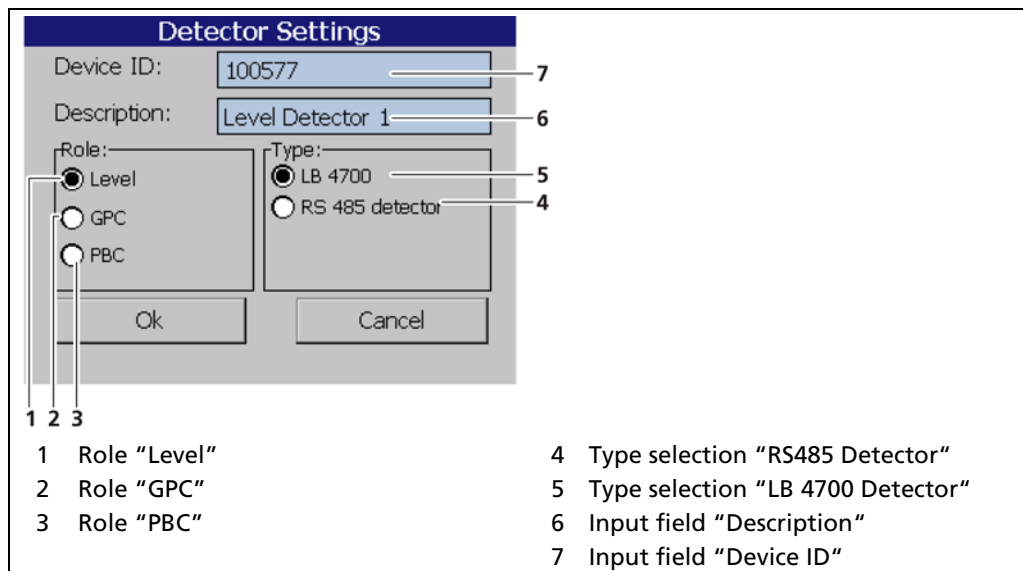 Detector Settings
Device ID: 100577 7
Description: Level Detector 1 6
Role: Type:
Level LB 4700 5
GPC RS 485 detector 4
PBC
Ok Cancel
1 2 3
1 Role “Level”
2 Role “GPC”
3 Role “PBC”
4 Type selection “RS485 Detector“
5 Type selection “LB 4700 Detector“
6 Input field “Description“
7 Input field “Device ID“